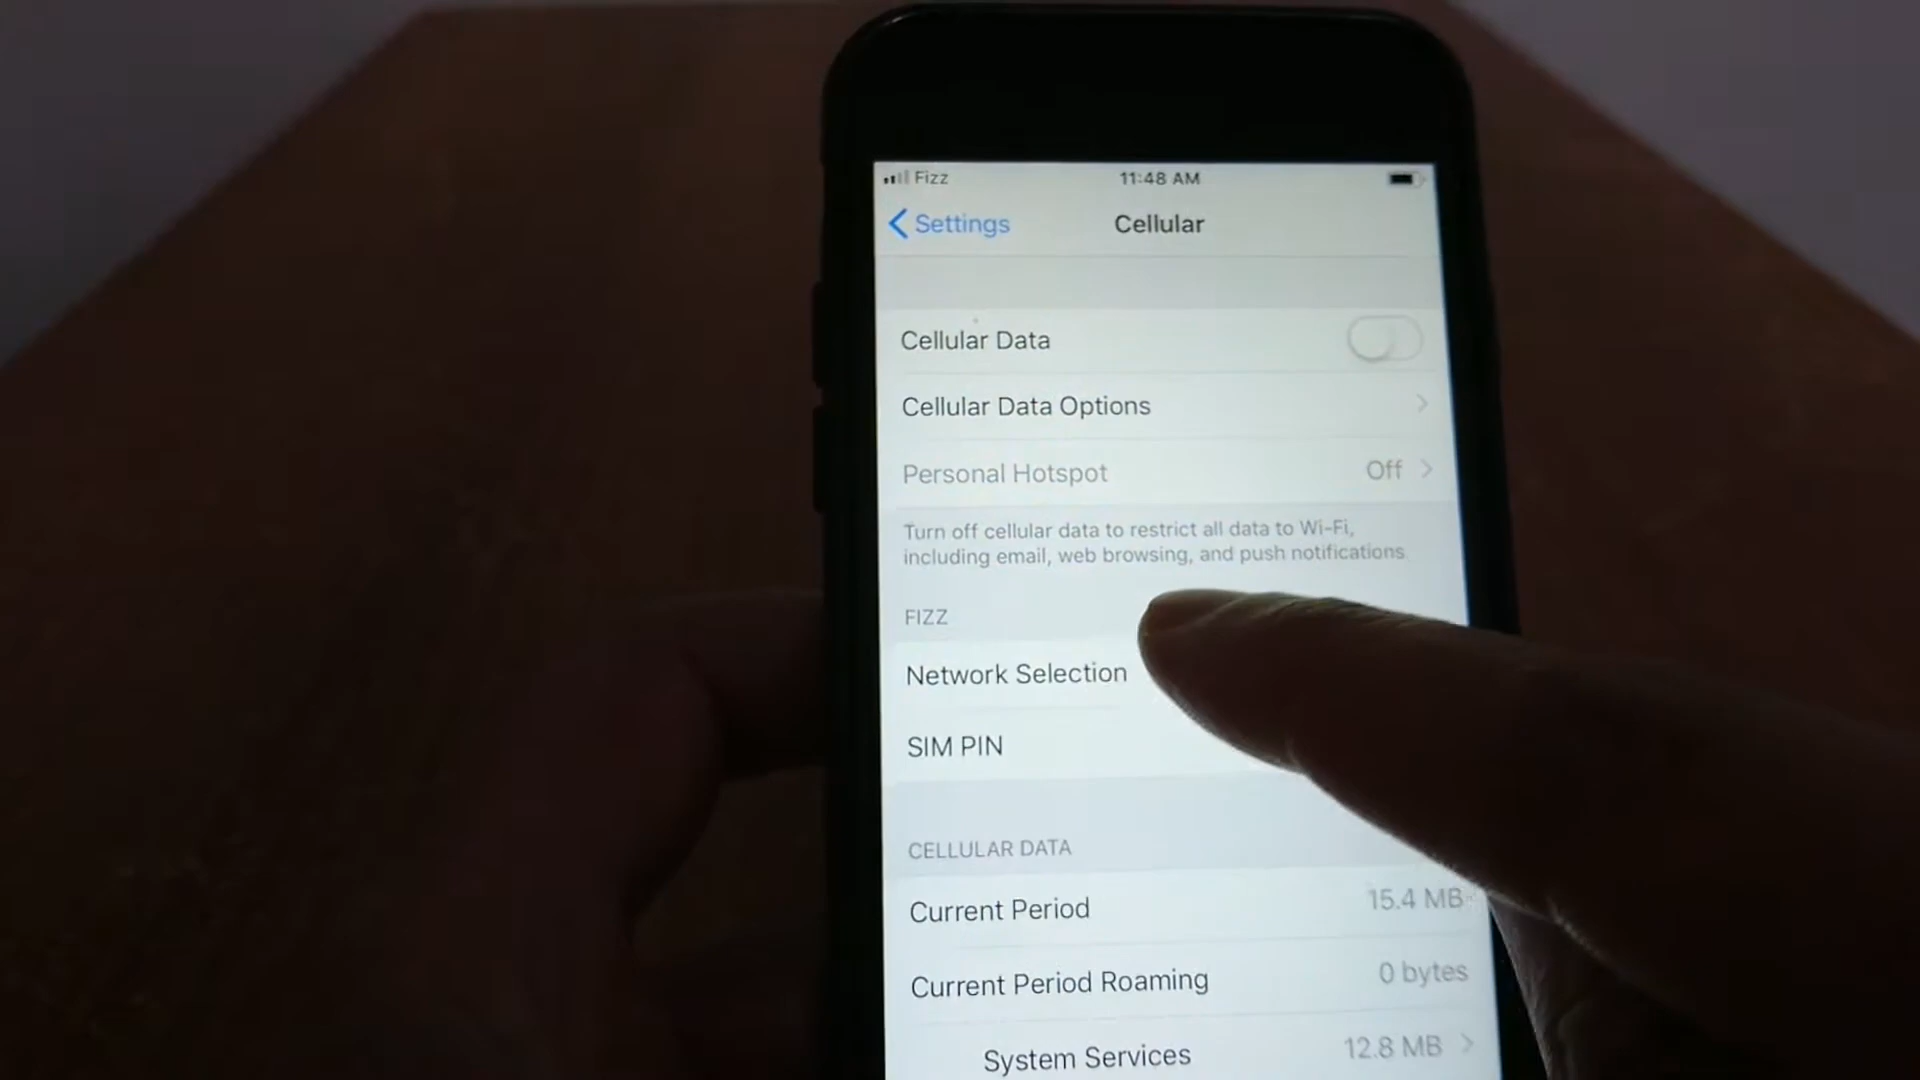 Fizz 11:48 AM
Settings Cellular
Cellular Data
Cellular Data Options
Personal Hotspot Off
Turn off cellular data to restrict all data to Wi-Fi,
including email, web browsing, and push notifications
FIZZ
Network Selection
SIM PIN
CELLULAR DATA
Current Period 15.4 MB
Current Period Roaming 0 bytes
System Services 12.8 MB